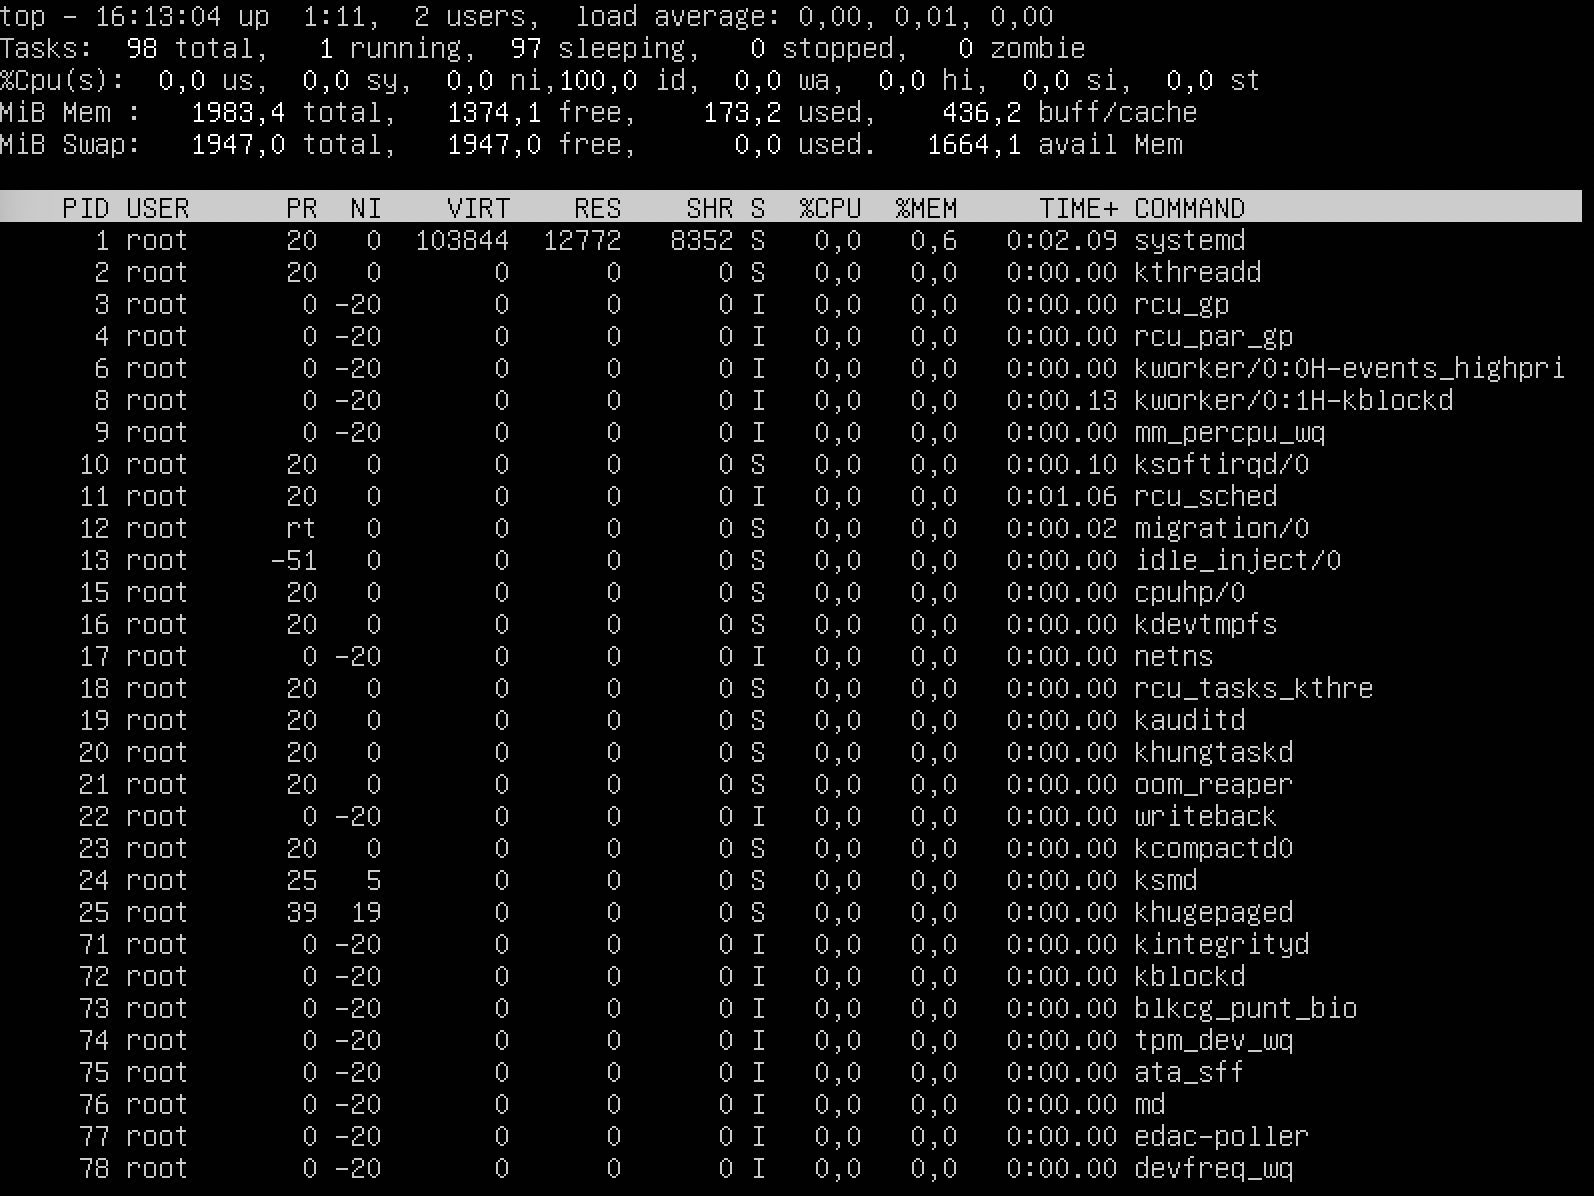 top - 16:13:04 up  1:11,  2 users,  load average: 0,00, 0,01, 0,00
Tasks:  98 total,   1 running,  97 sleeping,   0 stopped,   0 zombie
%Cpu(s):  0,0 us,  0,0 sy,  0,0 ni,100,0 id,  0,0 wa,  0,0 hi,  0,0 si,  0,0 st
MiB Mem :   1983,4 total,   1374,1 free,    173,2 used,    436,2 buff/cache
MiB Swap:   1947,0 total,   1947,0 free,      0,0 used.   1664,1 avail Mem
PID USER      PR  NI    VIRT    RES    SHR S  %CPU  %MEM     TIME+ COMMAND
1 root      20   0  103844  12772   8352 S   0,0   0,6   0:02.09 systemd
2 root      20   0       0      0      0 S   0,0   0,0   0:00.00 kthreadd
3 root       0 -20       0      0      0 I   0,0   0,0   0:00.00 rcu_gp
4 root       0 -20       0      0      0 I   0,0   0,0   0:00.00 rcu_par_gp
6 root       0 -20       0      0      0 I   0,0   0,0   0:00.00 kworker/0:0H-events_highpri
8 root       0 -20       0      0      0 I   0,0   0,0   0:00.13 kworker/0:1H-kblockd
9 root       0 -20       0      0      0 I   0,0   0,0   0:00.00 mm_percpu_wq
10 root      20   0       0      0      0 S   0,0   0,0   0:00.10 ksoftirqd/0
11 root      20   0       0      0      0 I   0,0   0,0   0:01.06 rcu_sched
12 root      rt   0       0      0      0 S   0,0   0,0   0:00.02 migration/0
13 root     -51   0       0      0      0 S   0,0   0,0   0:00.00 idle_inject/0
15 root      20   0       0      0      0 S   0,0   0,0   0:00.00 cpuhp/0
16 root      20   0       0      0      0 S   0,0   0,0   0:00.00 kdevtmpfs
17 root       0 -20       0      0      0 I   0,0   0,0   0:00.00 netns
18 root      20   0       0      0      0 S   0,0   0,0   0:00.00 rcu_tasks_kthre
19 root      20   0       0      0      0 S   0,0   0,0   0:00.00 kauditd
20 root      20   0       0      0      0 S   0,0   0,0   0:00.00 khungtaskd
21 root      20   0       0      0      0 S   0,0   0,0   0:00.00 oom_reaper
22 root       0 -20       0      0      0 I   0,0   0,0   0:00.00 writeback
23 root      20   0       0      0      0 S   0,0   0,0   0:00.00 kcompactd0
24 root      25   5       0      0      0 S   0,0   0,0   0:00.00 ksmd
25 root      39  19       0      0      0 S   0,0   0,0   0:00.00 khugepaged
71 root       0 -20       0      0      0 I   0,0   0,0   0:00.00 kintegrityd
72 root       0 -20       0      0      0 I   0,0   0,0   0:00.00 kblockd
73 root       0 -20       0      0      0 I   0,0   0,0   0:00.00 blkcg_punt_bio
74 root       0 -20       0      0      0 I   0,0   0,0   0:00.00 tpm_dev_wq
75 root       0 -20       0      0      0 I   0,0   0,0   0:00.00 ata_sff
76 root       0 -20       0      0      0 I   0,0   0,0   0:00.00 md
77 root       0 -20       0      0      0 I   0,0   0,0   0:00.00 edac-poller
78 root       0 -20       0      0      0 I   0,0   0,0   0:00.00 devfreq_wq